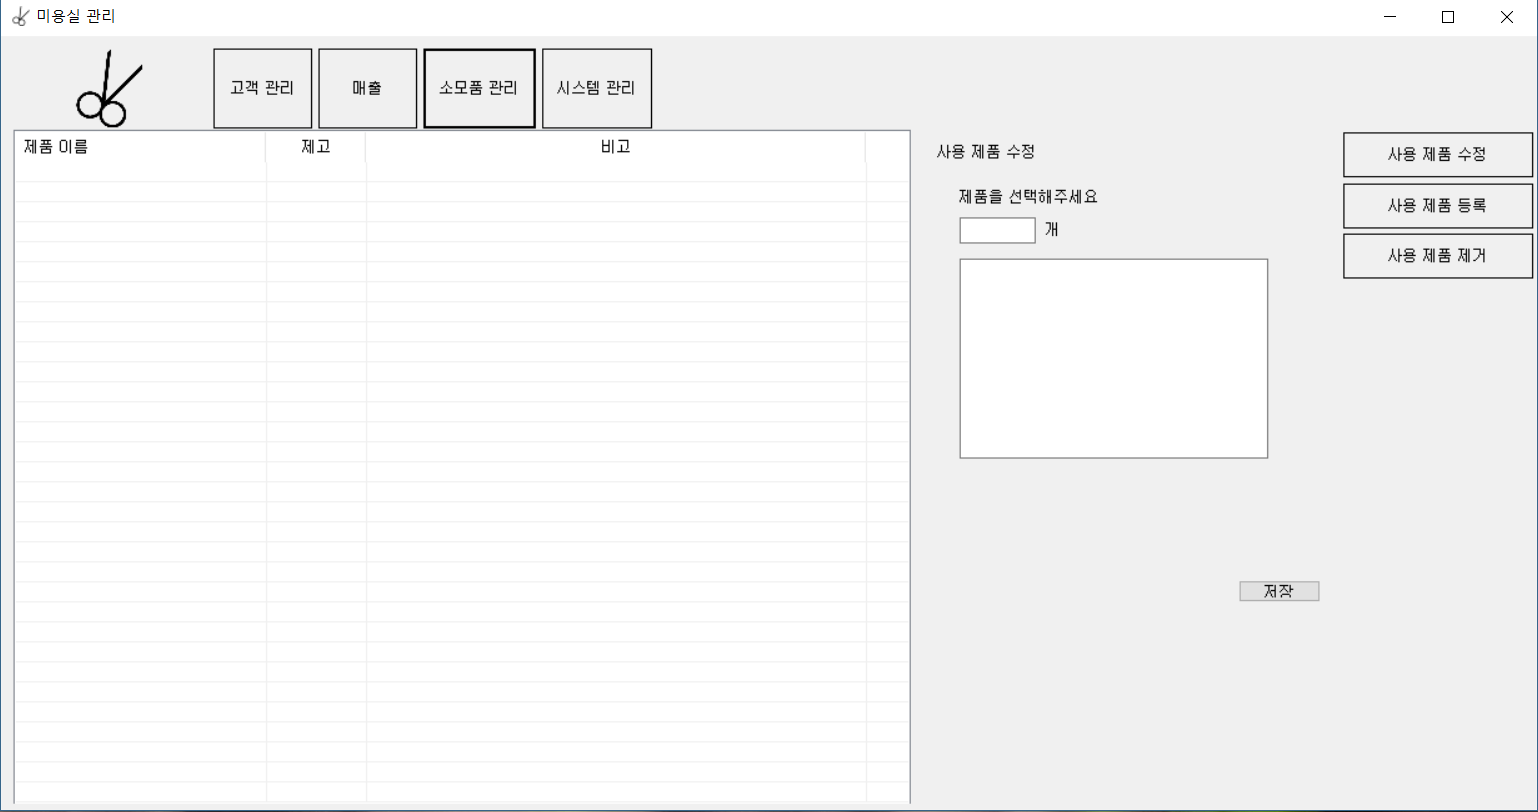 미용실 관리
고객 관리 매출 소모품 관리 시스템 관리
제품 이름 제고 비고
사용 제품 수정
제품을 선택해주세요
개
저장
사용 제품 수정
사용 제품 등록
사용 제품 제거